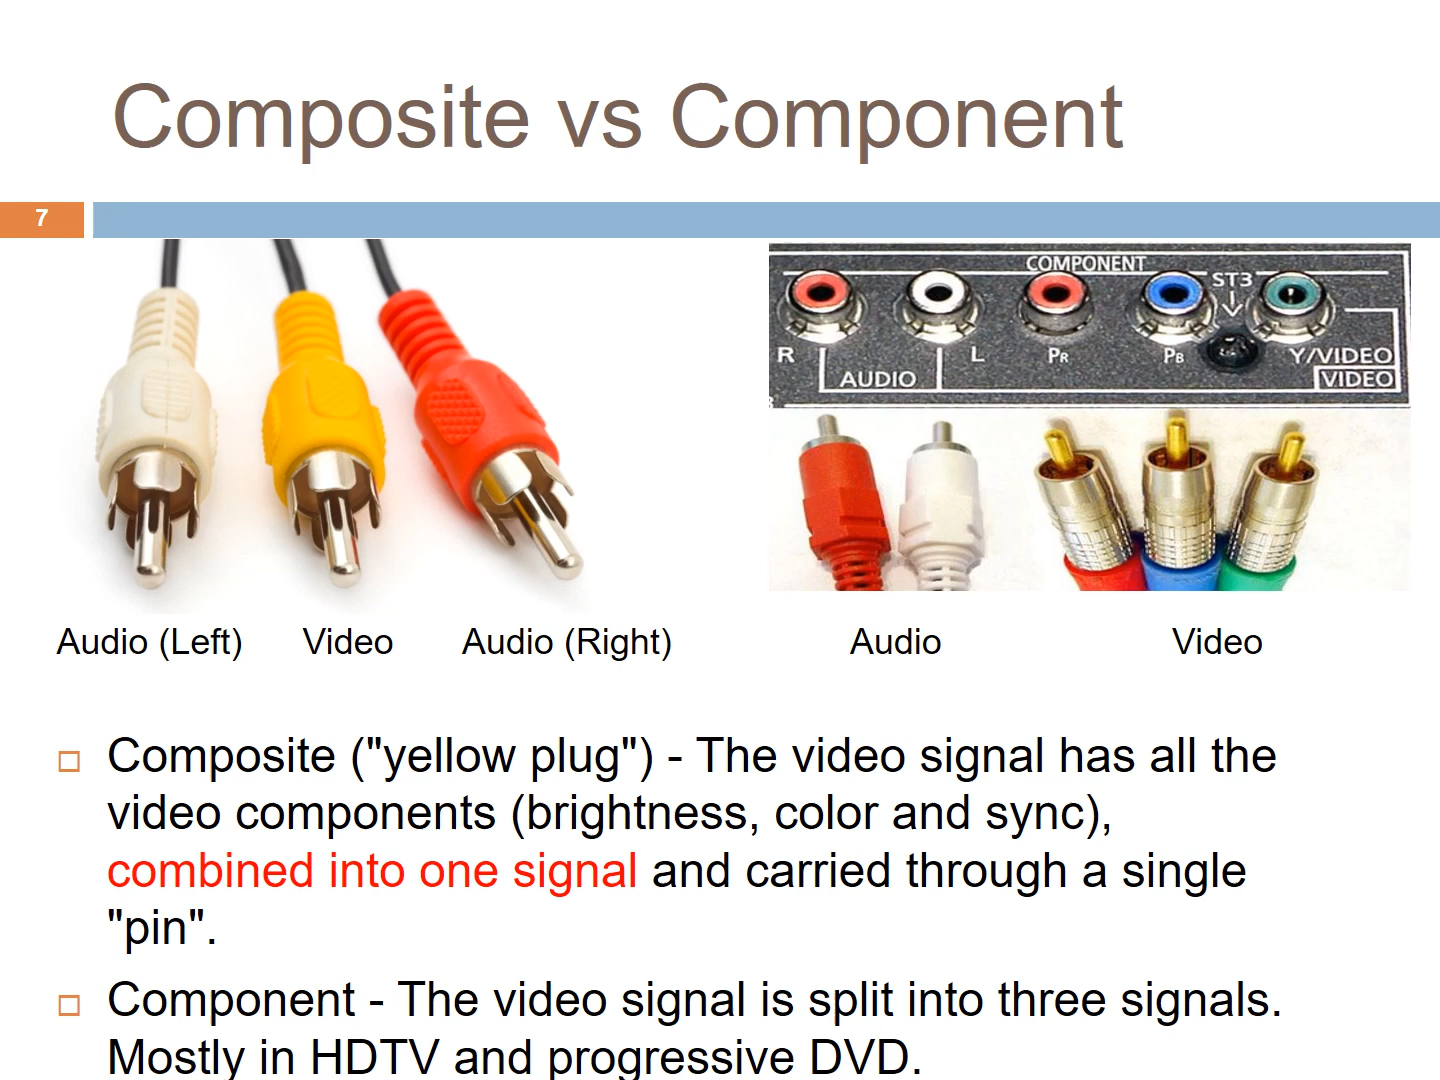 Composite vs Component
7
COMPONENT
ST3
R
L
PR
PB
Y/VIDEO
AUDIO
VIDEO
Audio (Left)
Video
Audio (Right)
Audio
Video
Composite ("yellow plug") - The video signal has all the
video components (brightness, color and sync),
combined into one signal and carried through a single
"pin".
Component - The video signal is split into three signals.
Mostly in HDTV and progressive DVD.